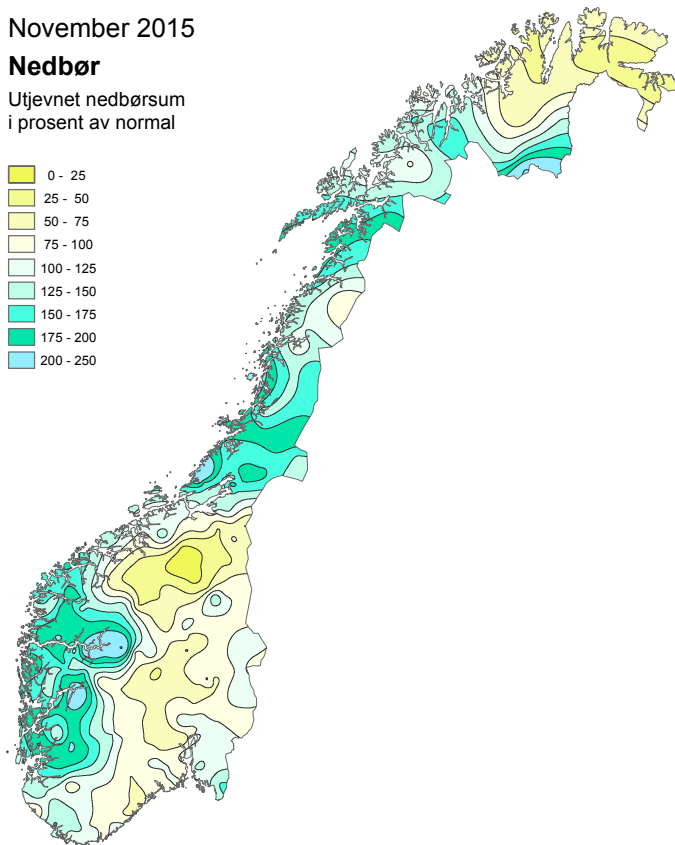 November 2015
Nedbør
Utjevnet nedbørsum
i prosent av normal
0 - 25
25 - 50
50 - 75
75 - 100
100 - 125
125 - 150
150 - 175
175 - 200
200 - 250